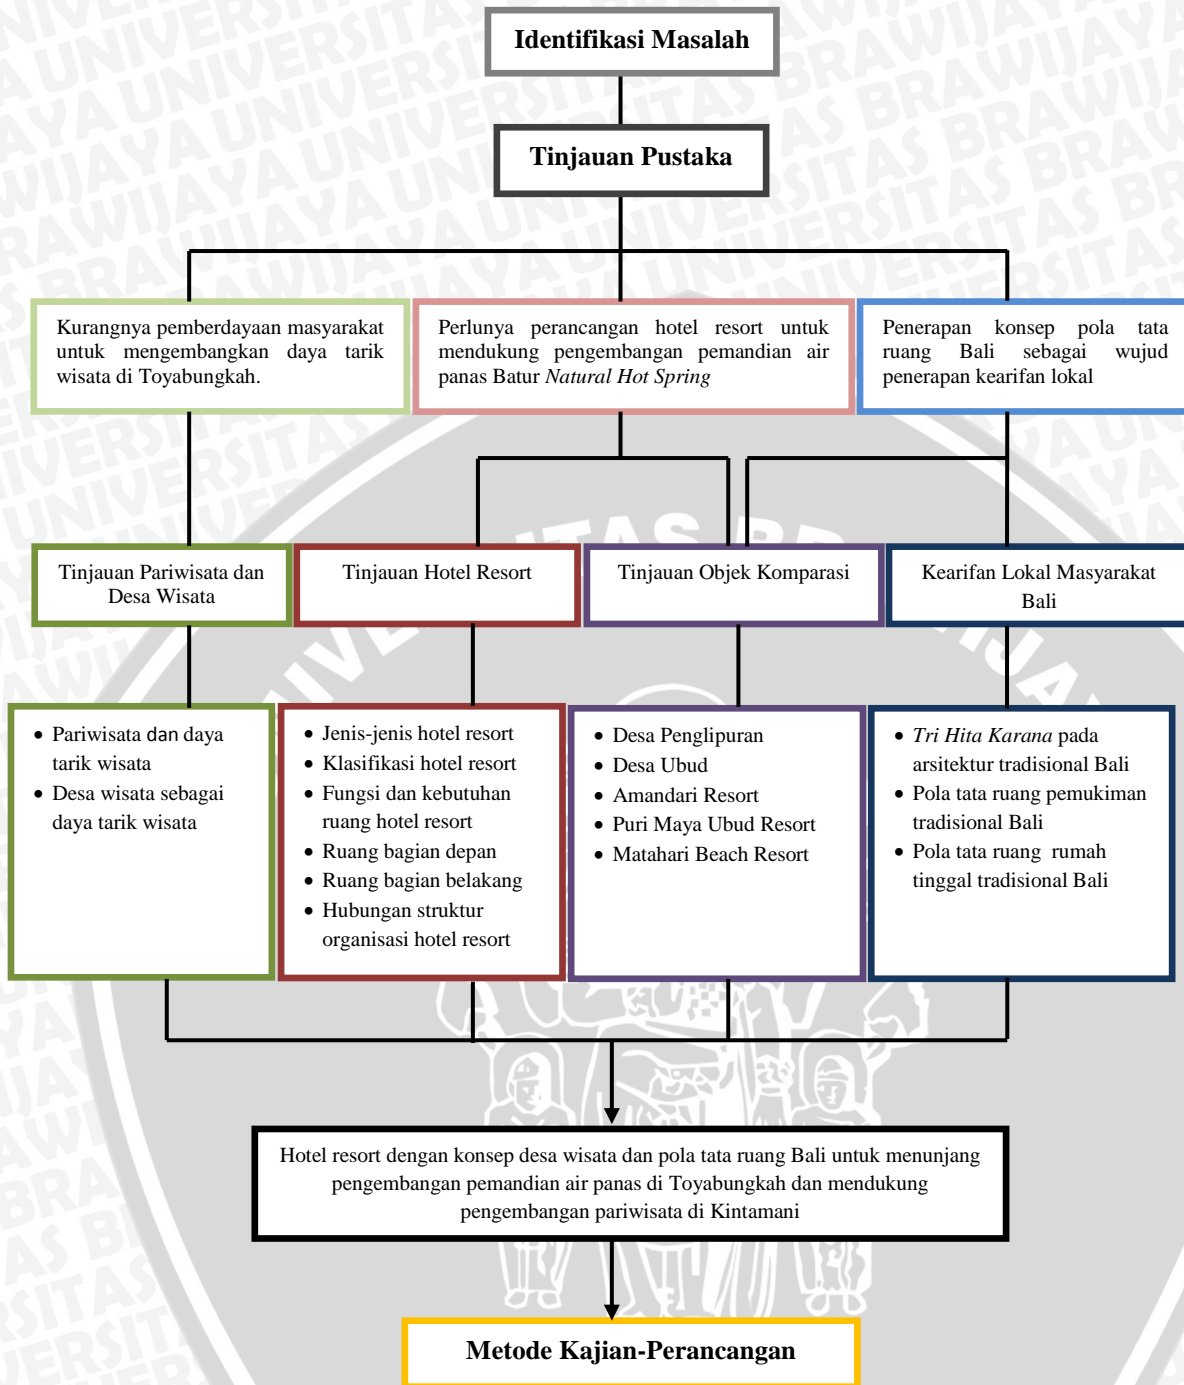 Identifikasi Masalah
Tinjauan Pustaka
Kurangnya pemberdayaan masyarakat
untuk mengembangkan daya tarik
wisata di Toyabungkah.
Perlunya perancangan hotel resort untuk
mendukung pengembangan pemandian air
panas Batur Natural Hot Spring
Penerapan konsep pola tata
ruang Bali sebagai wujud
penerapan kearifan lokal
Tinjauan Pariwisata dan
Desa Wisata
Tinjauan Hotel Resort
Tinjauan Objek Komparasi
Kearifan Lokal Masyarakat
Bali
• Pariwisata dan daya
tarik wisata
• Desa wisata sebagai
daya tarik wisata
• Jenis-jenis hotel resort
• Klasifikasi hotel resort
• Fungsi dan kebutuhan
ruang hotel resort
• Ruang bagian depan
• Ruang bagian belakang
• Hubungan struktur
organisasi hotel resort
• Desa Penglipuran
• Desa Ubud
• Amandari Resort
• Puri Maya Ubud Resort
• Matahari Beach Resort
• Tri Hita Karana pada
arsitektur tradisional Bali
• Pola tata ruang pemukiman
tradisional Bali
• Pola tata ruang rumah
tinggal tradisional Bali
Hotel resort dengan konsep desa wisata dan pola tata ruang Bali untuk menunjang
pengembangan pemandian air panas di Toyabungkah dan mendukung
pengembangan pariwisata di Kintamani
Metode Kajian-Perancangan